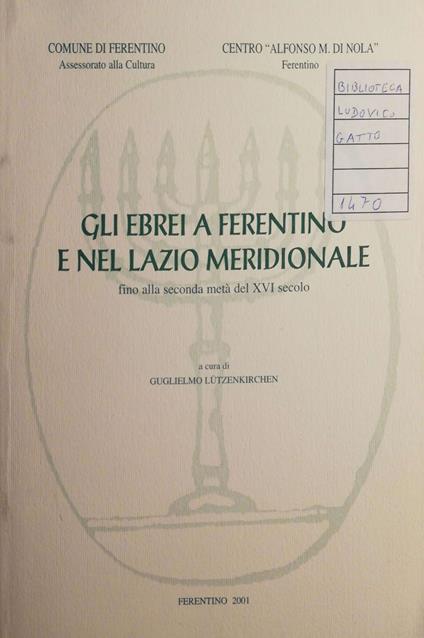 COMUNE DI FERENTINO
Assessorato alla Cultura
CENTRO "ALFONSO M. DI NOLA"
Ferentino
BIBLIOTECA
LUDOVICO
GATTO
1470
GLI EBREI A FERENTINO
E NEL LAZIO MERIDIONALE
fino alla seconda metà del XVI secolo
a cura di
GUGLIELMO LÜTZENKIRCHEN
FERENTINO 2001